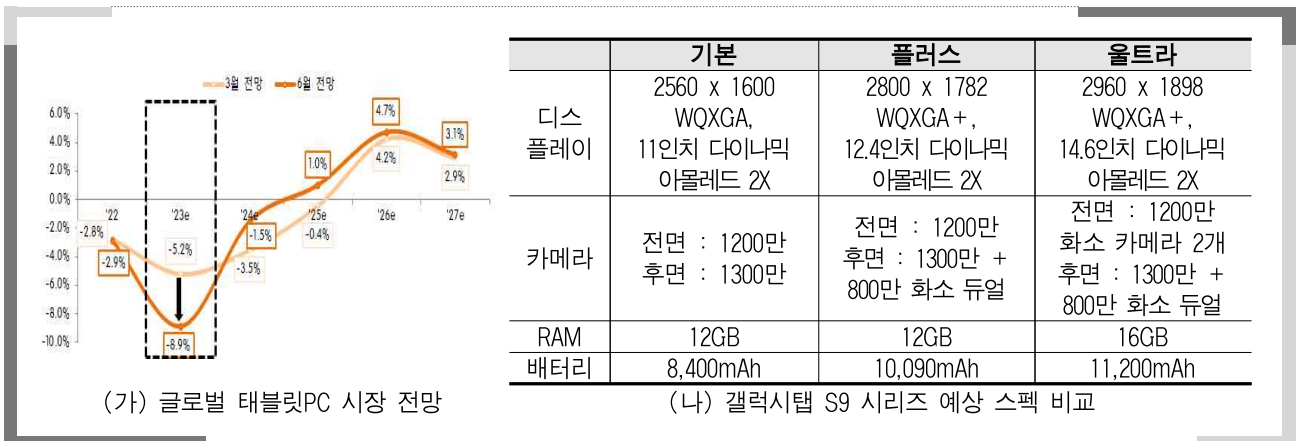 3월 전망 6월 전망
6.0%
4.0%
2.0%
0.0%
-2.0%
-4.0%
-6.0%
-8.0%
-10.0%
'22 '23e '24e '25e '26e '27e
-2.8% -5.2% -3.5% -0.4% 4.2% 2.9%
-2.9% -8.9% -1.5% 1.0% 4.7% 3.1%
(가) 글로벌 태블릿PC 시장 전망
기본 플러스 울트라
디스
플레이
2560 x 1600
WQXGA,
11인치 다이나믹
아몰레드 2X
2800 x 1782
WQXGA+,
12.4인치 다이나믹
아몰레드 2X
2960 x 1898
WQXGA+,
14.6인치 다이나믹
아몰레드 2X
카메라
전면 : 1200만
후면 : 1300만
전면 : 1200만
후면 : 1300만 +
800만 화소 듀얼
전면 : 1200만
화소 카메라 2개
후면 : 1300만 +
800만 화소 듀얼
RAM 12GB 12GB 16GB
배터리 8,400mAh 10,090mAh 11,200mAh
(나) 갤럭시탭 S9 시리즈 예상 스펙 비교